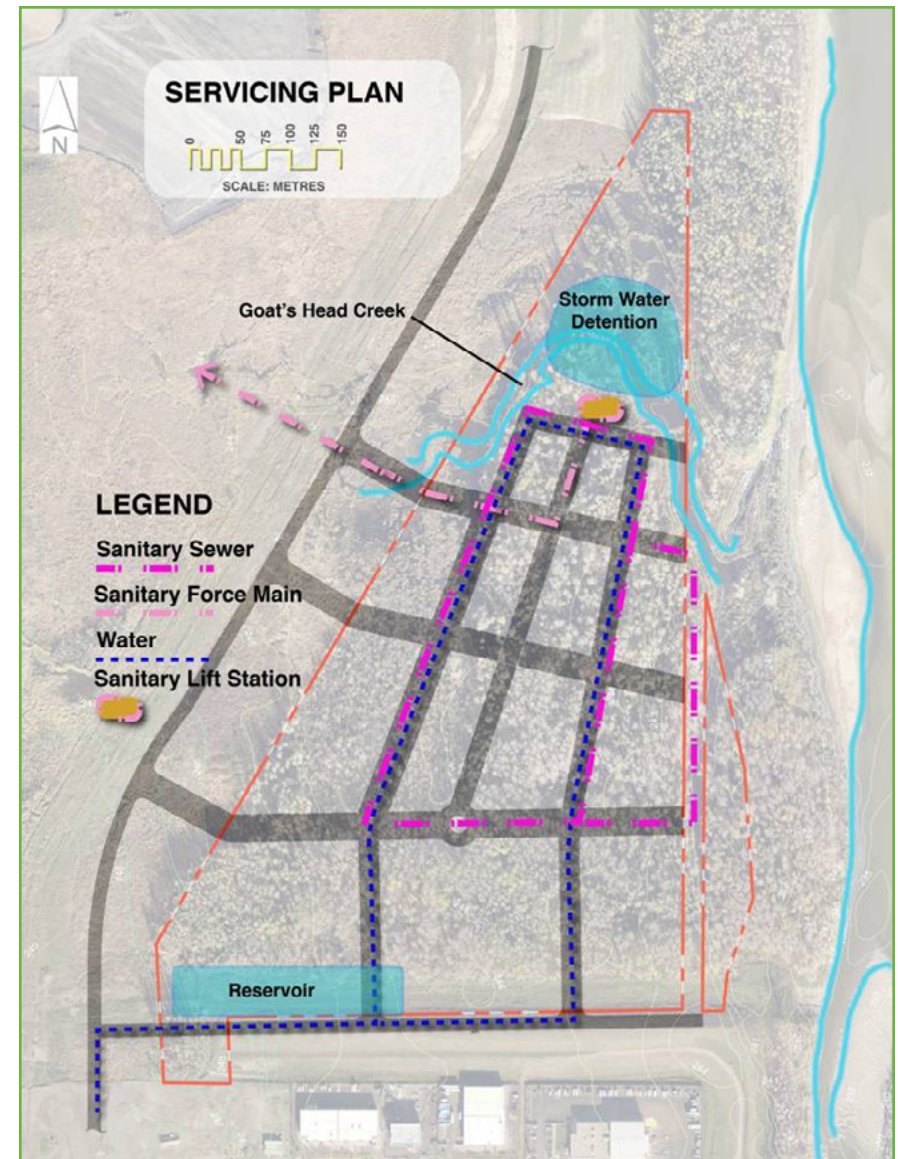 SERVICING PLAN
N
0 50 75 100 125 150
SCALE: METRES
Goat's Head Creek
Storm Water
Detention
LEGEND
Sanitary Sewer
Sanitary Force Main
Water
Sanitary Lift Station
Reservoir